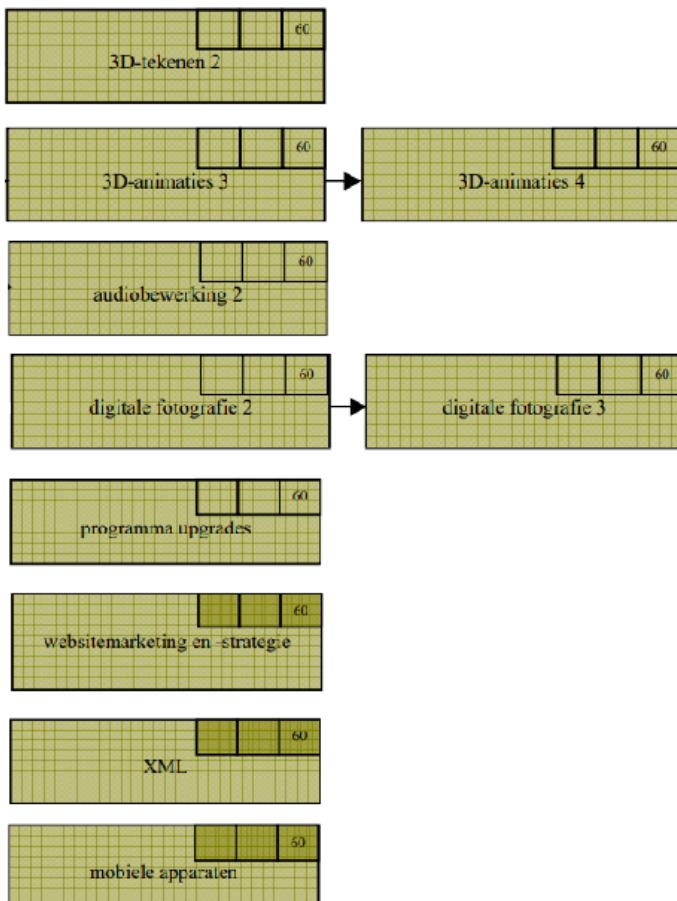 60
3D-tekenen 2
60
3D-animaties 3
60
3D-animaties 4
60
audiobewerking 2
60
digitale fotografie 2
60
digitale fotografie 3
60
programma upgrades
60
websitemarketing en -strategie
60
XML
60
mobiele apparaten